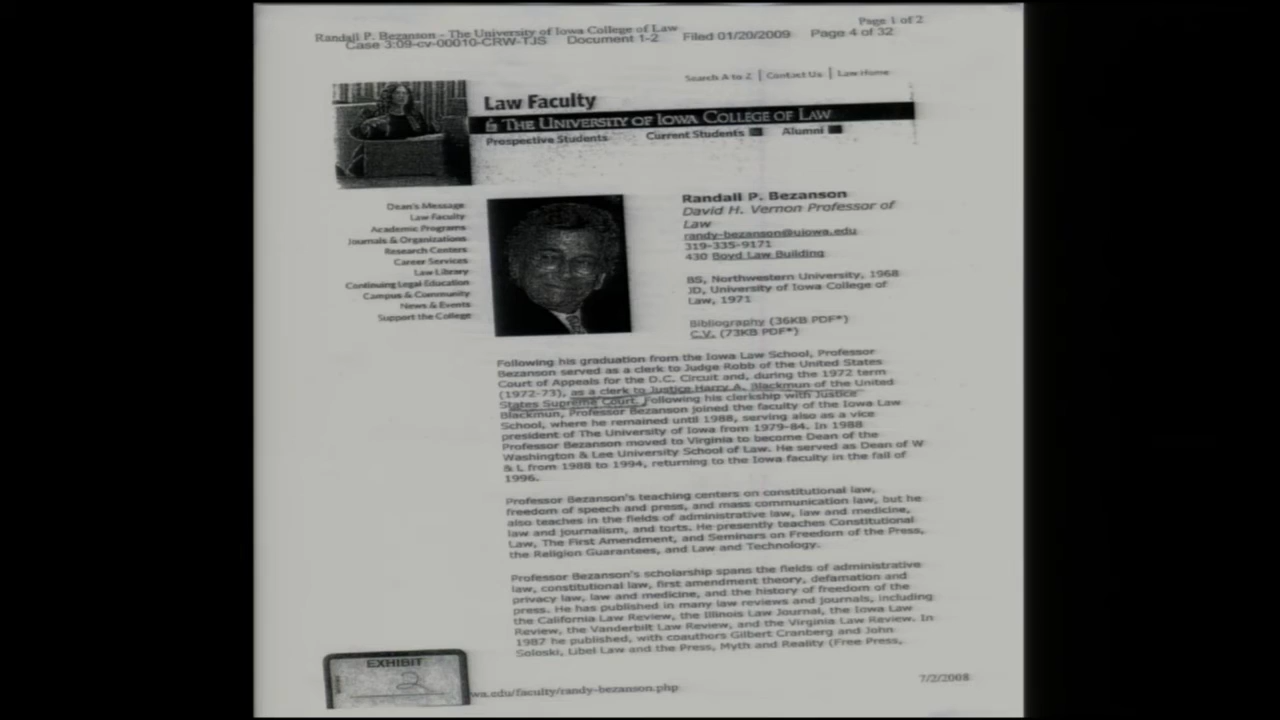 Page 1 of 2
Randall P. Bezanson - The University of Iowa College of Law
Case 3:09-cv-00010-CRW-TJS Document 1-2 Filed 01/20/2009 Page 4 of 32
Search A to Z | Contact Us | Law Home
Law Faculty
THE UNIVERSITY OF IOWA COLLEGE OF LAW
Prospective Students Current Students Alumni
Dean's Message
Law Faculty
Academic Programs
Journals & Organizations
Research Centers
Career Services
Law Library
Continuing Legal Education
Campus & Community
News & Events
Support the College
Randall P. Bezanson
David H. Vernon Professor of
Law
randy-bezanson@uiowa.edu
319-335-9171
430 Boyd Law Building
BS, Northwestern University, 1968
JD, University of Iowa College of
Law, 1971
Bibliography (36KB PDF*)
C.V. (73KB PDF*)
Following his graduation from the Iowa Law School, Professor
Bezanson served as a clerk to Judge Robb of the United States
Court of Appeals for the D.C. Circuit and, during the 1972 term
(1972-73), as a clerk to Justice Harry A. Blackmun of the United
States Supreme Court. Following his clerkship with Justice
Blackmun, Professor Bezanson joined the faculty of the Iowa Law
School, where he remained until 1988, serving also as a vice
president of The University of Iowa from 1979-84. In 1988
Professor Bezanson moved to Virginia to become Dean of the
Washington & Lee University School of Law. He served as Dean of W
& L from 1988 to 1994, returning to the Iowa faculty in the fall of
1996.
Professor Bezanson's teaching centers on constitutional law,
freedom of speech and press, and mass communication law, but he
also teaches in the fields of administrative law, law and medicine,
law and journalism, and torts. He presently teaches Constitutional
Law, The First Amendment, and Seminars on Freedom of the Press,
the Religion Guarantees, and Law and Technology.
Professor Bezanson's scholarship spans the fields of administrative
law, constitutional law, first amendment theory, defamation and
privacy law, law and medicine, and the history of freedom of the
press. He has published in many law reviews and journals, including
the California Law Review, the Illinois Law Journal, the Iowa Law
Review, the Vanderbilt Law Review, and the Virginia Law Review. In
1987 he published, with coauthors Gilbert Cranberg and John
Soloski, Libel Law and the Press, Myth and Reality (Free Press,
EXHIBIT
2
wa.edu/faculty/randy-bezanson.php
7/2/2008